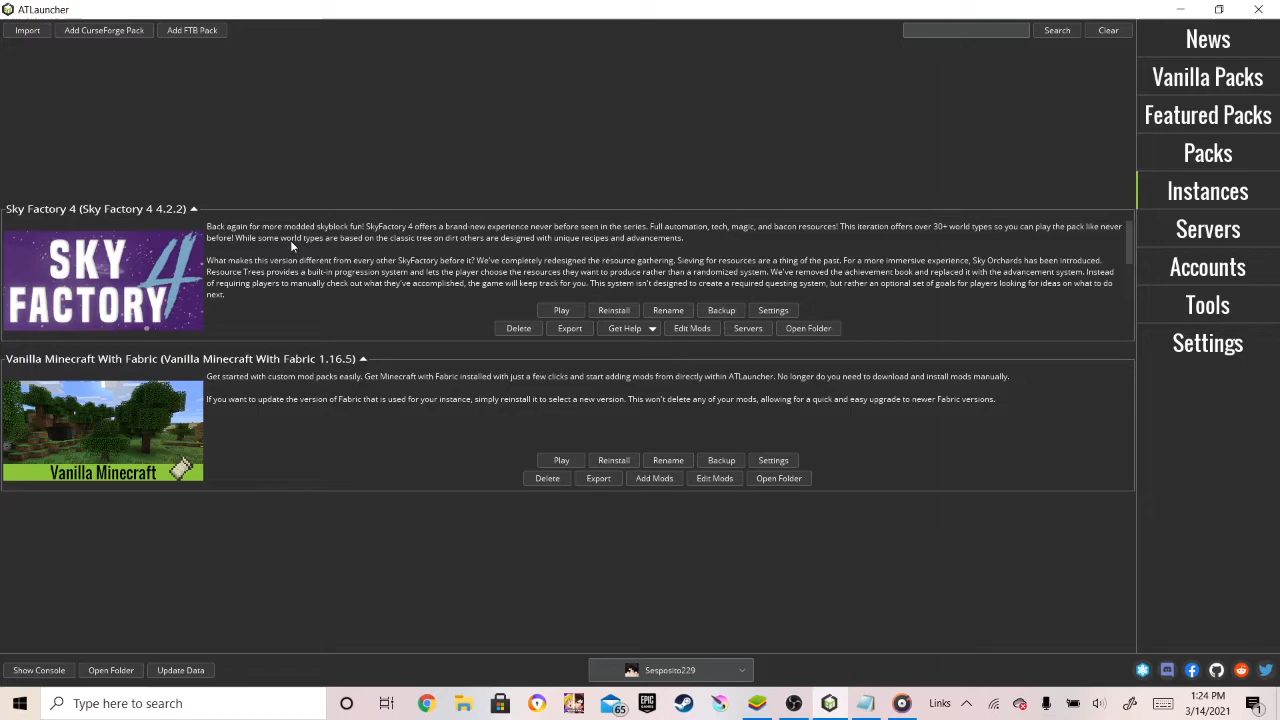 ATLauncher
Import Add CurseForge Pack Add FTB Pack Search Clear
News
Vanilla Packs
Featured Packs
Packs
Instances
Servers
Accounts
Tools
Settings
Sky Factory 4 (Sky Factory 4 4.2.2)
SKY FACTORY 4
Back again for more modded skyblock fun! SkyFactory 4 offers a brand-new experience never before seen in the series. Full automation, tech, magic, and bacon resources! This iteration offers over 30+ world types so you can play the pack like never
before! While some world types are based on the classic tree on dirt others are designed with unique recipes and advancements.
What makes this version different from every other SkyFactory before it? We've completely redesigned the resource gathering. Sieving for resources are a thing of the past. For a more immersive experience, Sky Orchards has been introduced.
Resource Trees provides a built-in progression system and lets the player choose the resources they want to produce rather than a randomized system. We've removed the achievement book and replaced it with the advancement system. Instead
of requiring players to manually check out what they've accomplished, the game will keep track for you. This system isn't designed to create a required questing system, but rather an optional set of goals for players looking for ideas on what to do
next.
Play Reinstall Rename Backup Settings
Delete Export Get Help Edit Mods Servers Open Folder
Vanilla Minecraft With Fabric (Vanilla Minecraft With Fabric 1.16.5)
Vanilla Minecraft
Get started with custom mod packs easily. Get Minecraft with Fabric installed with just a few clicks and start adding mods from directly within ATLauncher. No longer do you need to download and install mods manually.
If you want to update the version of Fabric that is used for your instance, simply reinstall it to select a new version. This won't delete any of your mods, allowing for a quick and easy upgrade to newer Fabric versions.
Play Reinstall Rename Backup Settings
Delete Export Add Mods Edit Mods Open Folder
Show Console Open Folder Update Data Sesposito229
Type here to search 65 EPIC GAMES Links 1:24 PM
3/14/2021 1